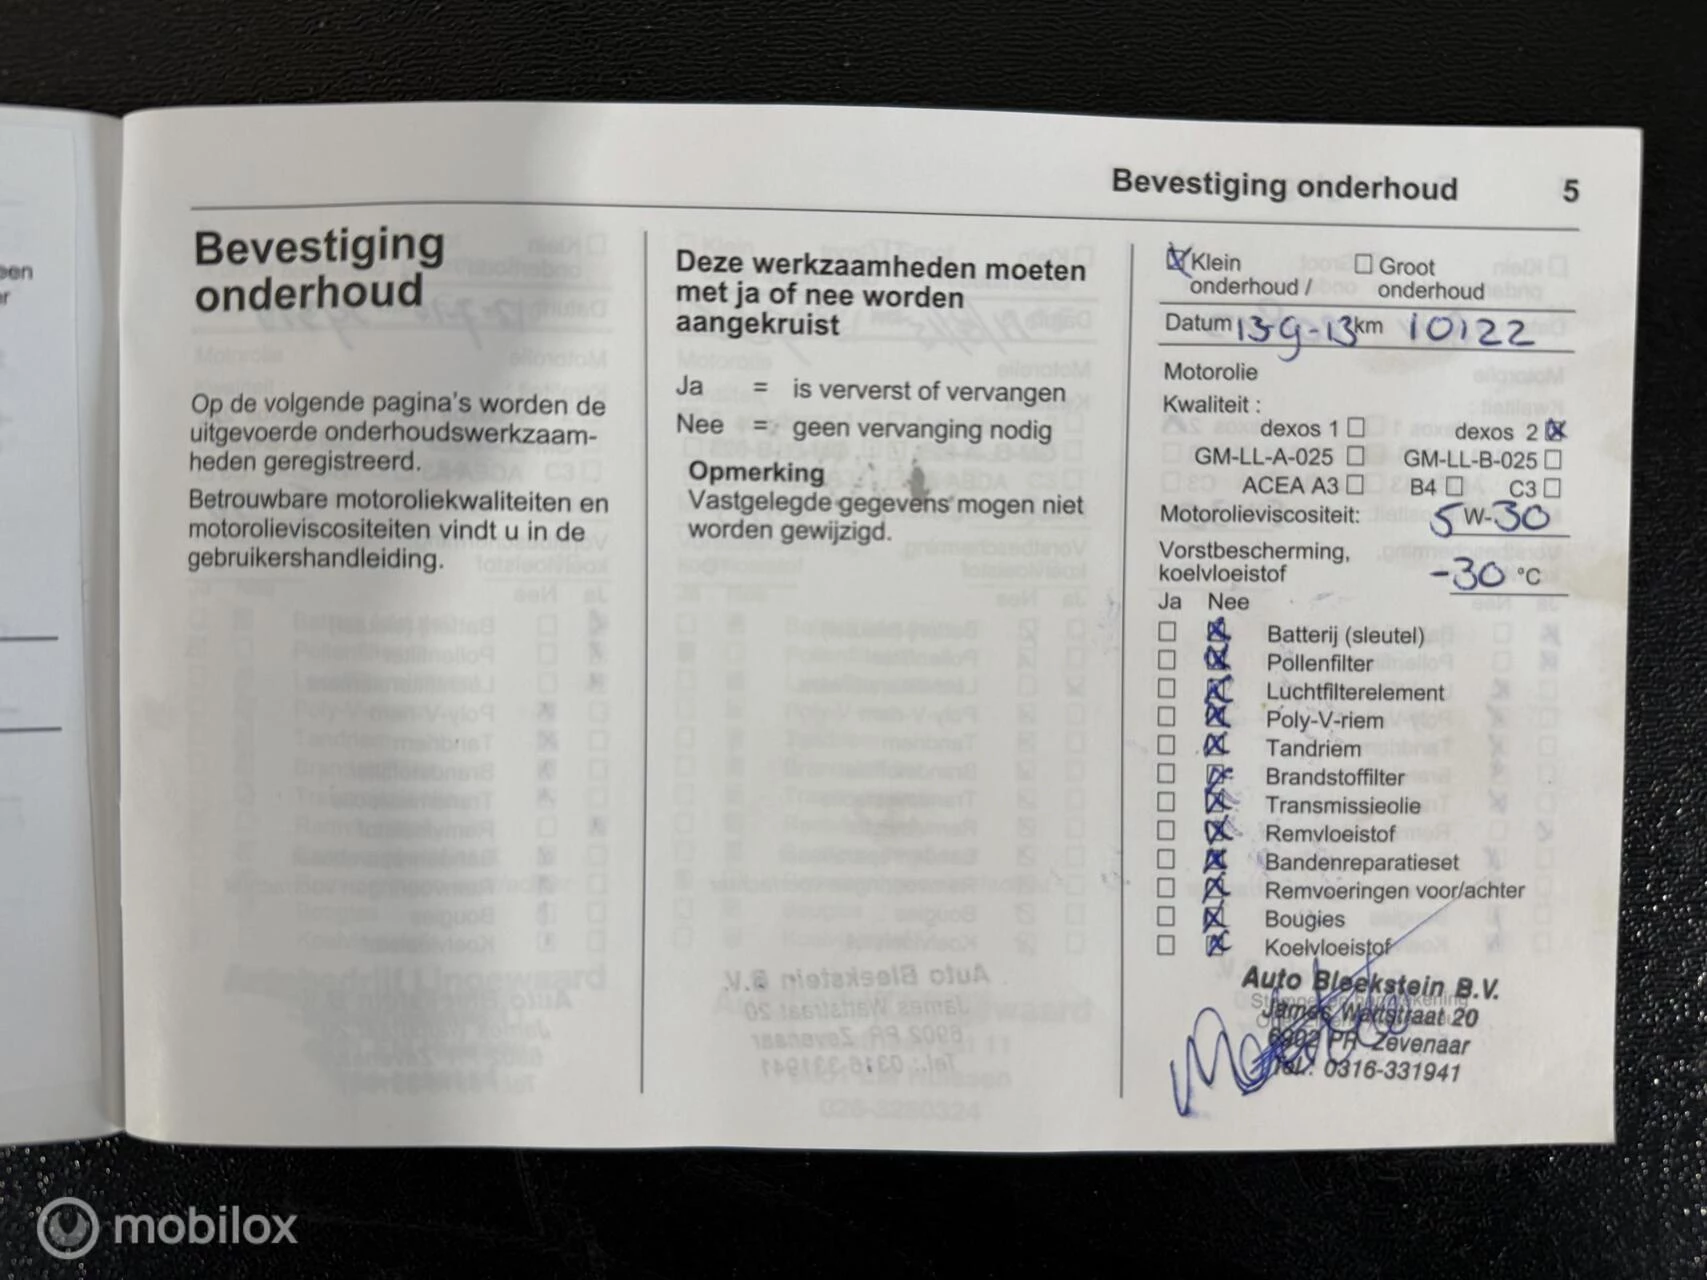 Bevestiging onderhoud 5
Bevestiging
onderhoud
Op de volgende pagina's worden de
uitgevoerde onderhoudswerkzaam-
heden geregistreerd.
Betrouwbare motoroliekwaliteiten en
motorolieviscositeiten vindt u in de
gebruikershandleiding.
Deze werkzaamheden moeten
met ja of nee worden
aangekruist
Ja = is ververst of vervangen
Nee = geen vervanging nodig
Opmerking
Vastgelegde gegevens mogen niet
worden gewijzigd.
Klein Groot
onderhoud / onderhoud
Datum 13-9-13 km 10122
Motorolie
Kwaliteit :
dexos 1 dexos 2
GM-LL-A-025 GM-LL-B-025
ACEA A3 B4 C3
Motorolieviscositeit: 5 W-30
Vorstbescherming,
koelvloeistof -30 °C
Ja Nee
Batterij (sleutel)
Pollenfilter
Luchtfilterelement
Poly-V-riem
Tandriem
Brandstoffilter
Transmissieolie
Remvloeistof
Bandenreparatieset
Remvoeringen voor/achter
Bougies
Koelvloeistof
Auto Bleekstein B.V.
James Wattstraat 20
6902 PR Zevenaar
Tel.: 0316-331941
mobilox